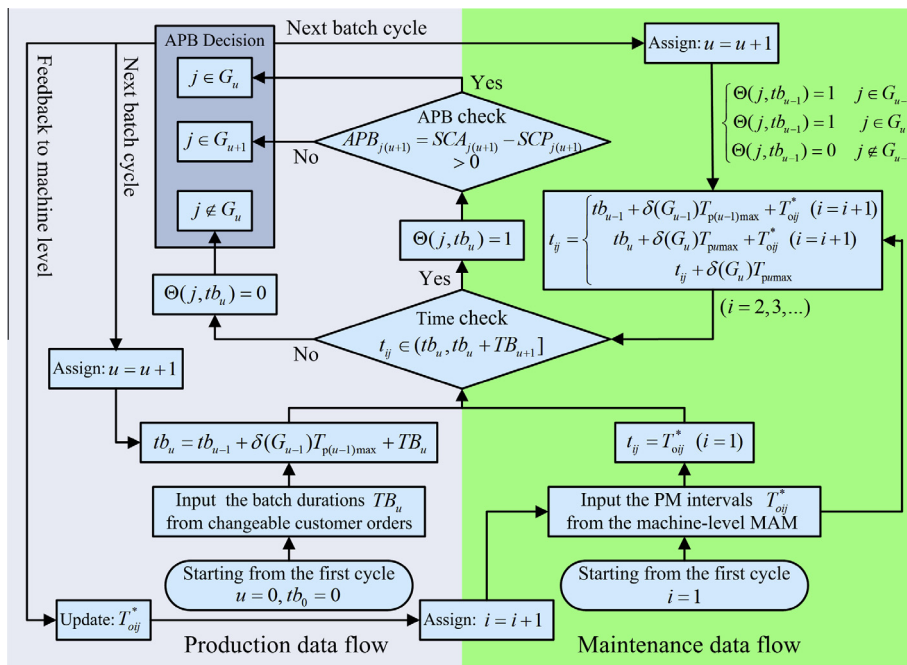 Next batch cycle
APB Decision
Assign: u = u + 1
Feedback to machine level
Next batch cycle
j ∈ G_u
Yes
Θ(j, tb_{u−1}) = 1 j ∈ G_{u−
Θ(j, tb_{u−1}) = 1 j ∈ G_u
Θ(j, tb_{u−1}) = 0 j ∉ G_{u−
APB check
APB_{j(u+1)} = SCA_{j(u+1)} − SCP_{j(u+1)}
> 0
j ∈ G_{u+1}
No
j ∉ G_u
Θ(j, tb_u) = 1
t_{ij} = { tb_{u−1} + δ(G_{u−1})T_{p(u−1)max} + T*_{oij} (i = i + 1)
tb_u + δ(G_u)T_{pumax} + T*_{oij} (i = i + 1)
t_{ij} + δ(G_u)T_{pumax}
Yes
Θ(j, tb_u) = 0
(i = 2, 3, ...)
Time check
t_{ij} ∈ (tb_u, tb_u + TB_{u+1}]
No
Assign: u = u + 1
tb_u = tb_{u−1} + δ(G_{u−1})T_{p(u−1)max} + TB_u
t_{ij} = T*_{oij} (i = 1)
Input the batch durations TB_u
from changeable customer orders
Input the PM intervals T*_{oij}
from the machine-level MAM
Starting from the first cycle
u = 0, tb_0 = 0
Starting from the first cycle
i = 1
Update: T*_{oij}
Assign: i = i + 1
Production data flow
Maintenance data flow